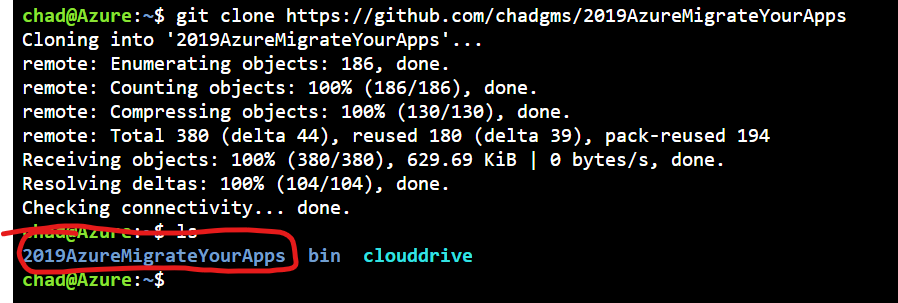 chad@Azure:~$ git clone https://github.com/chadgms/2019AzureMigrateYourApps
Cloning into '2019AzureMigrateYourApps'...
remote: Enumerating objects: 186, done.
remote: Counting objects: 100% (186/186), done.
remote: Compressing objects: 100% (130/130), done.
remote: Total 380 (delta 44), reused 180 (delta 39), pack-reused 194
Receiving objects: 100% (380/380), 629.69 KiB | 0 bytes/s, done.
Resolving deltas: 100% (104/104), done.
Checking connectivity... done.
chad@Azure:~$ ls
2019AzureMigrateYourApps bin clouddrive
chad@Azure:~$